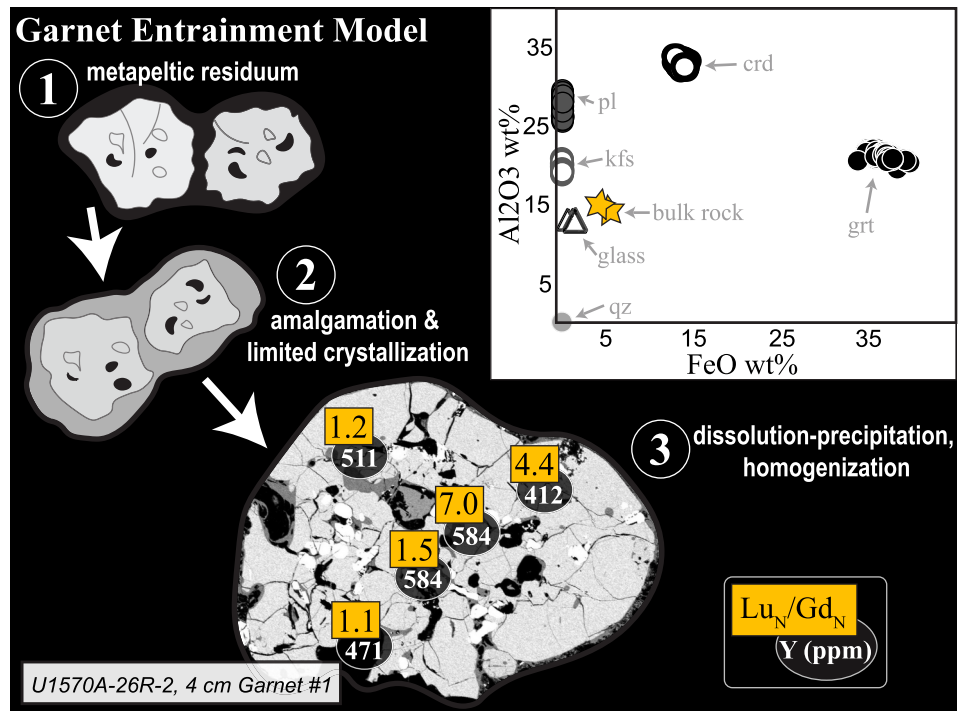 Garnet Entrainment Model
1
metapeltic residuum
2
amalgamation &
limited crystallization
3
dissolution-precipitation,
homogenization
Al2O3 wt%
35
25
15
5
crd
pl
kfs
bulk rock
glass
grt
qz
5
15
25
35
FeO wt%
1.2
511
4.4
412
7.0
584
1.5
584
1.1
471
LuN/GdN
Y (ppm)
U1570A-26R-2, 4 cm Garnet #1